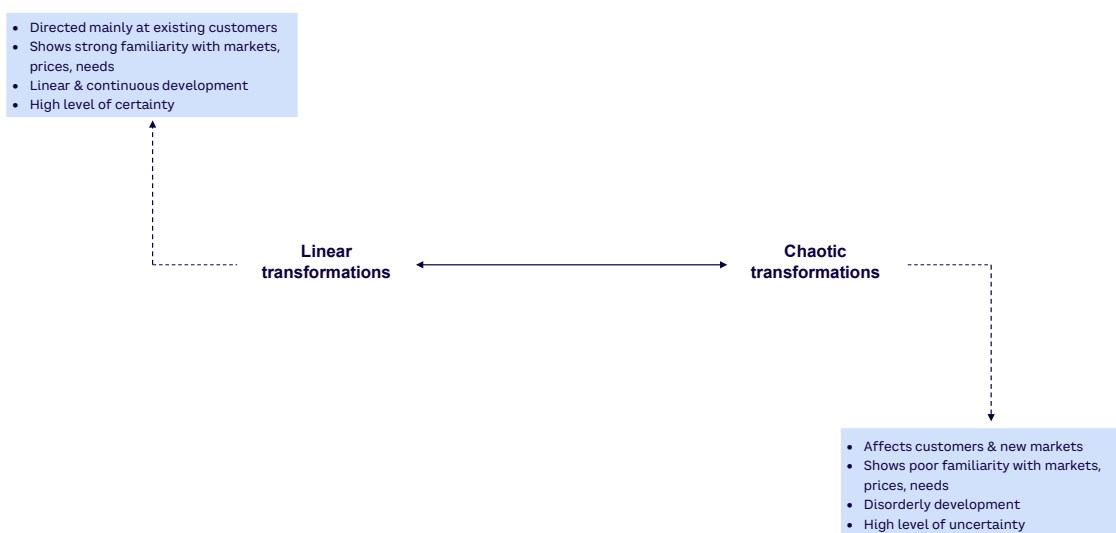 • Directed mainly at existing customers
• Shows strong familiarity with markets,
prices, needs
• Linear & continuous development
• High level of certainty
Linear
transformations
Chaotic
transformations
• Affects customers & new markets
• Shows poor familiarity with markets,
prices, needs
• Disorderly development
• High level of uncertainty